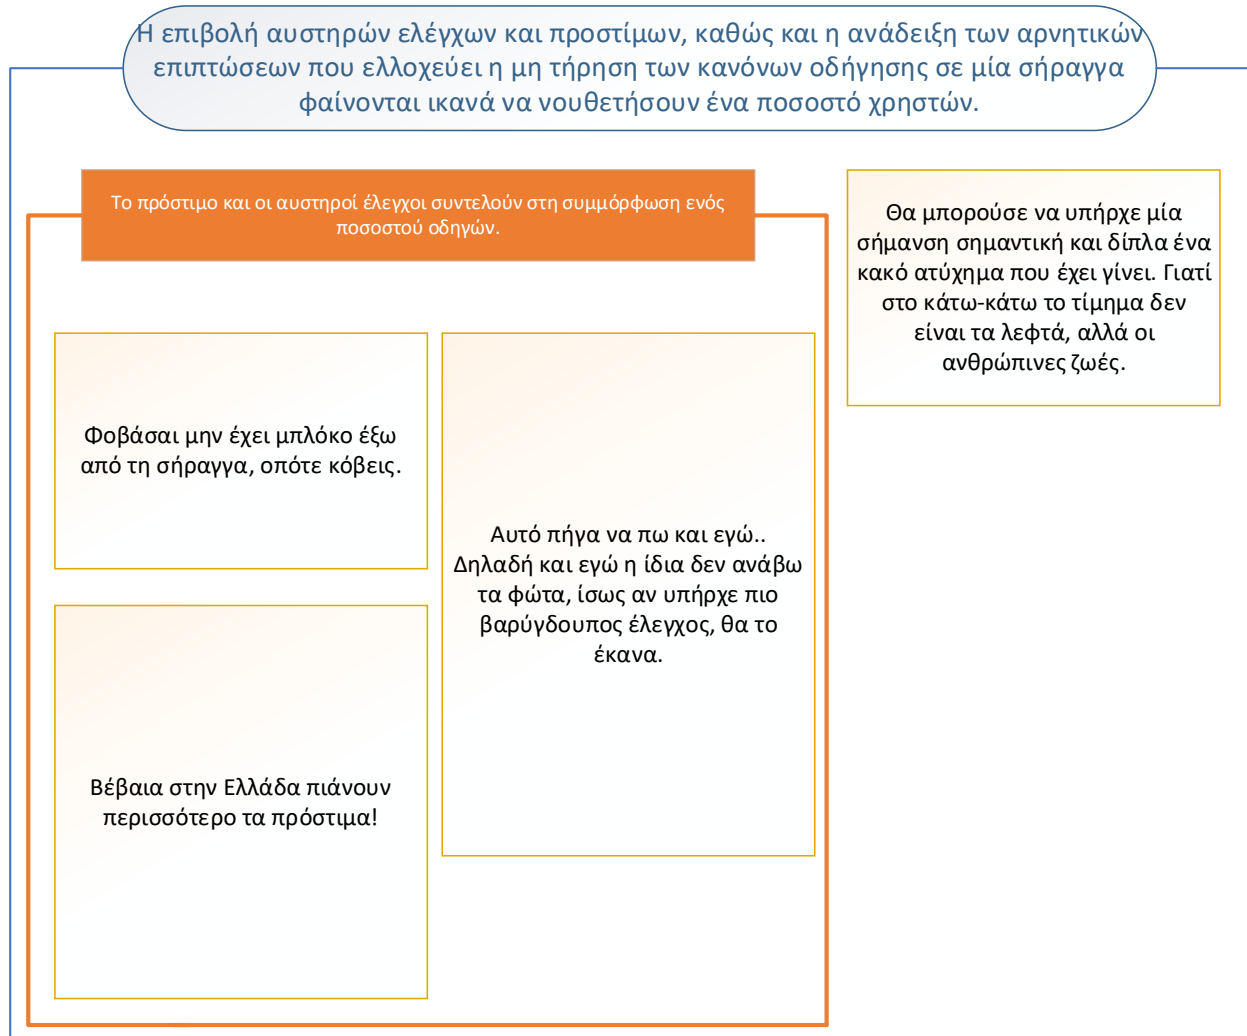 Η επιβολή αυστηρών ελέγχων και προστίμων, καθώς και η ανάδειξη των αρνητικών
επιπτώσεων που ελλοχεύει η μη τήρηση των κανόνων οδήγησης σε μία σήραγγα
φαίνονται ικανά να νουθετήσουν ένα ποσοστό χρηστών.
Το πρόστιμο και οι αυστηροί έλεγχοι συντελούν στη συμμόρφωση ενός
ποσοστού οδηγών.
Θα μπορούσε να υπήρχε μία
σήμανση σημαντική και δίπλα ένα
κακό ατύχημα που έχει γίνει. Γιατί
στο κάτω-κάτω το τίμημα δεν
είναι τα λεφτά, αλλά οι
ανθρώπινες ζωές.
Φοβάσαι μην έχει μπλόκο έξω
από τη σήραγγα, οπότε κόβεις.
Αυτό πήγα να πω και εγώ..
Δηλαδή και εγώ η ίδια δεν ανάβω
τα φώτα, ίσως αν υπήρχε πιο
βαρύγδουπος έλεγχος, θα το
έκανα.
Βέβαια στην Ελλάδα πιάνουν
περισσότερο τα πρόστιμα!